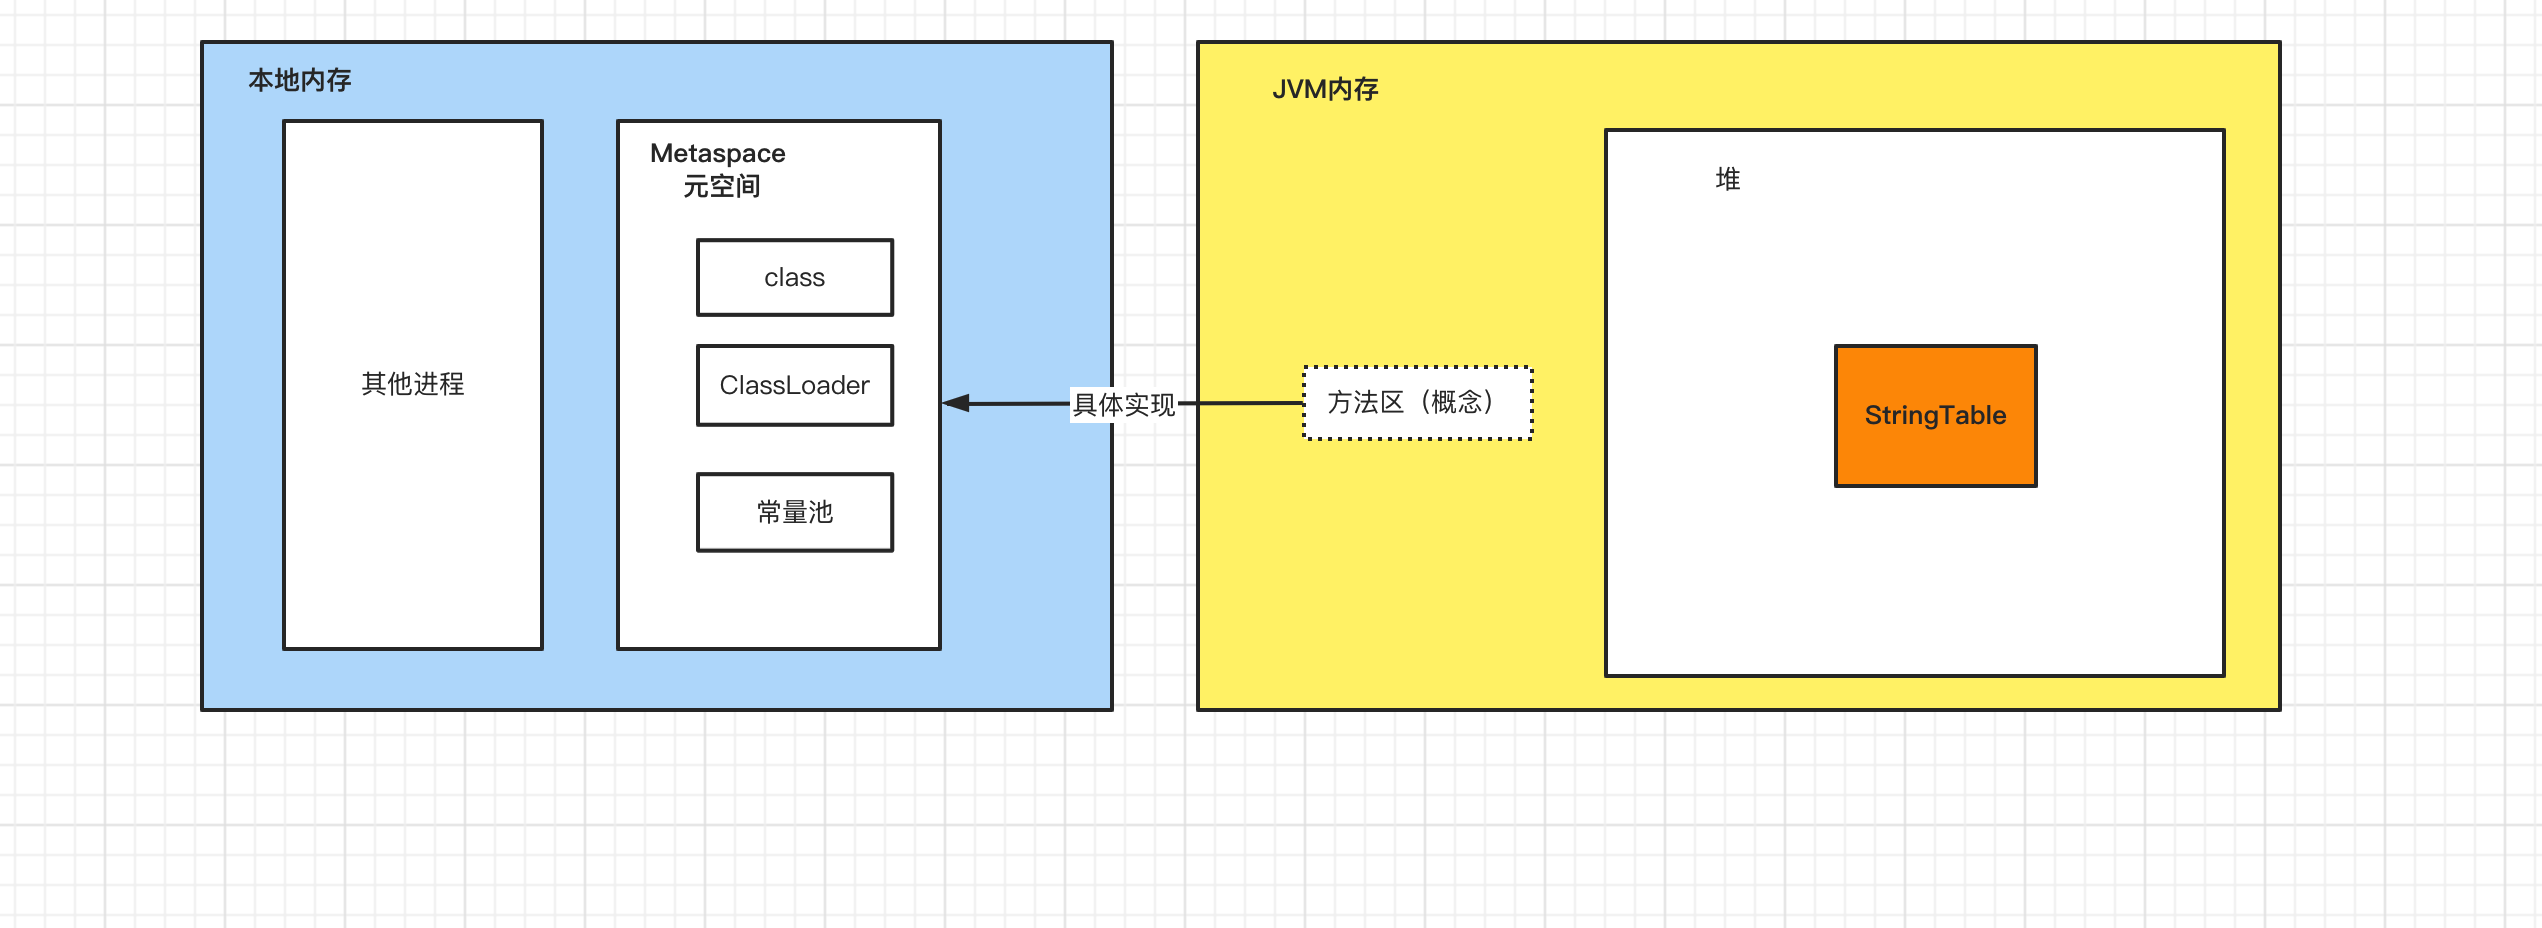 本地内存
其他进程
Metaspace
元空间
class
ClassLoader
常量池
具体实现
JVM内存
方法区（概念）
堆
StringTable